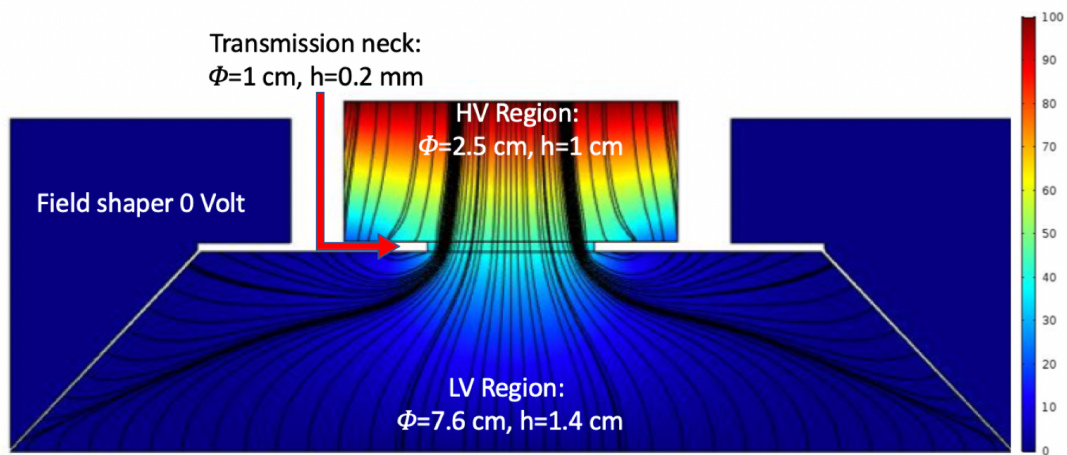 Transmission neck:
Φ=1 cm, h=0.2 mm
HV Region:
Φ=2.5 cm, h=1 cm
Field shaper 0 Volt
LV Region:
Φ=7.6 cm, h=1.4 cm
100
90
80
70
60
50
40
30
20
10
0